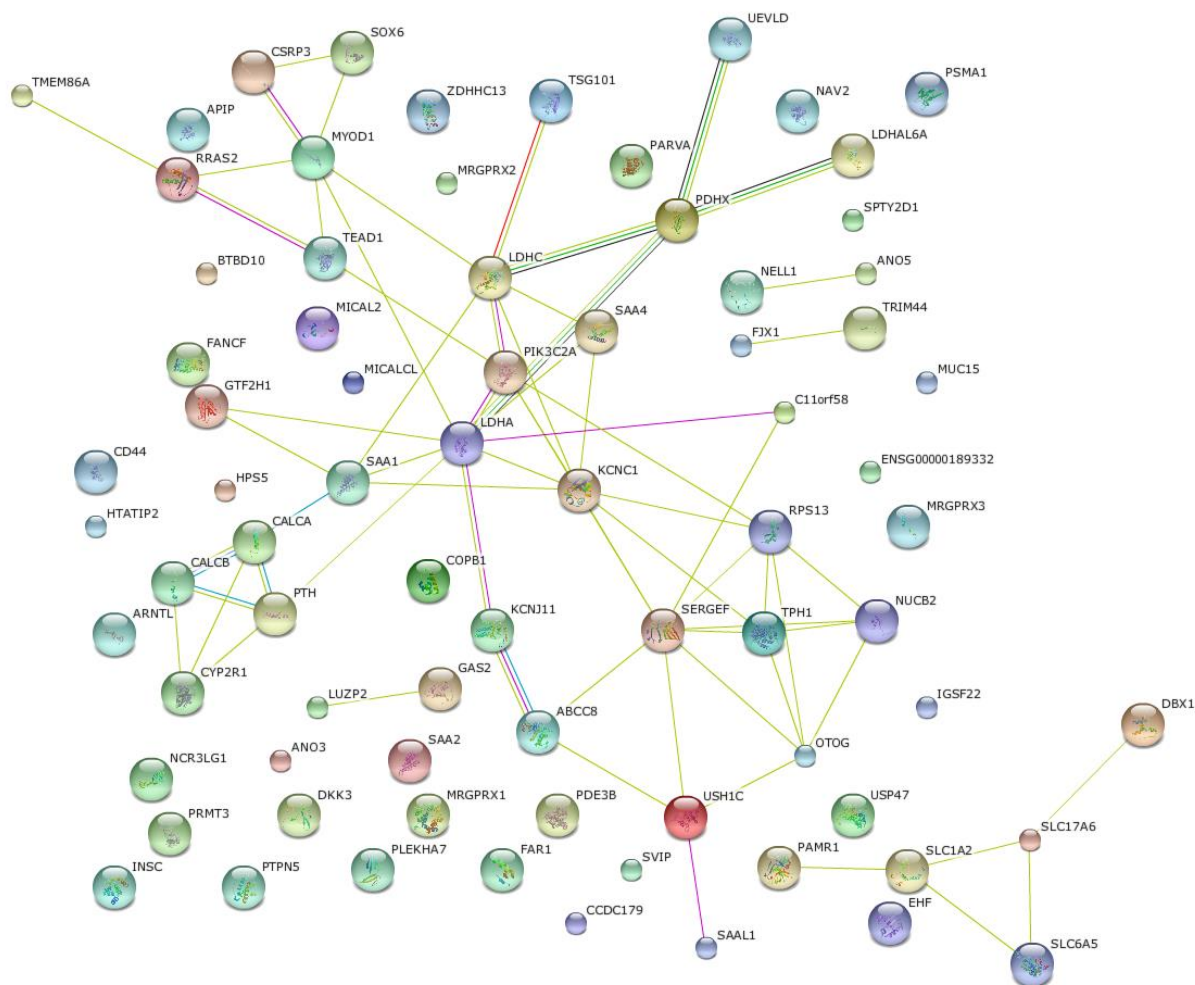 UEVLD
SOX6
CSRP3
TMEM86A
ZDHHC13
TSG101
PSMA1
NAV2
APIP
MYOD1
LDHAL6A
PARVA
RRAS2
MRGPRX2
PDHX
SPTY2D1
TEAD1
LDHC
BTBD10
NELL1
ANO5
MICAL2
SAA4
TRIM44
FJX1
FANCF
PIK3C2A
MICALCL
MUC15
GTF2H1
C11orf58
LDHA
CD44
ENSG00000189332
SAA1
KCNC1
HPS5
HTATIP2
CALCA
RPS13
MRGPRX3
COPB1
CALCB
PTH
ARNTL
KCNJ11
SERGEF
TPH1
NUCB2
CYP2R1
GAS2
LUZP2
IGSF22
DBX1
ABCC8
OTOG
ANO3
SAA2
NCR3LG1
DKK3
MRGPRX1
PDE3B
USH1C
USP47
SLC17A6
PRMT3
PAMR1
SLC1A2
INSC
PTPN5
PLEKHA7
FAR1
SVIP
CCDC179
EHF
SAAL1
SLC6A5